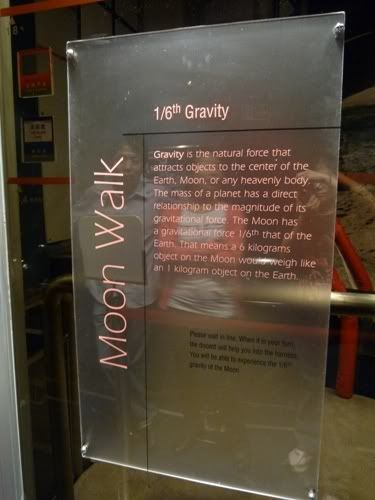 1/6th Gravity
Moon Walk
Gravity is the natural force that
attracts objects to the center of the
Earth, Moon, or any heavenly body.
The mass of a planet has a direct
relationship to the magnitude of its
gravitational force. The Moon has
a gravitational force 1/6th that of the
Earth. That means a 6 kilograms
object on the Moon would weigh like
an 1 kilogram object on the Earth.
Please wait in line. When it is your turn,
the docent will help you into the harness.
You will be able to experience the 1/6th
gravity of the Moon.